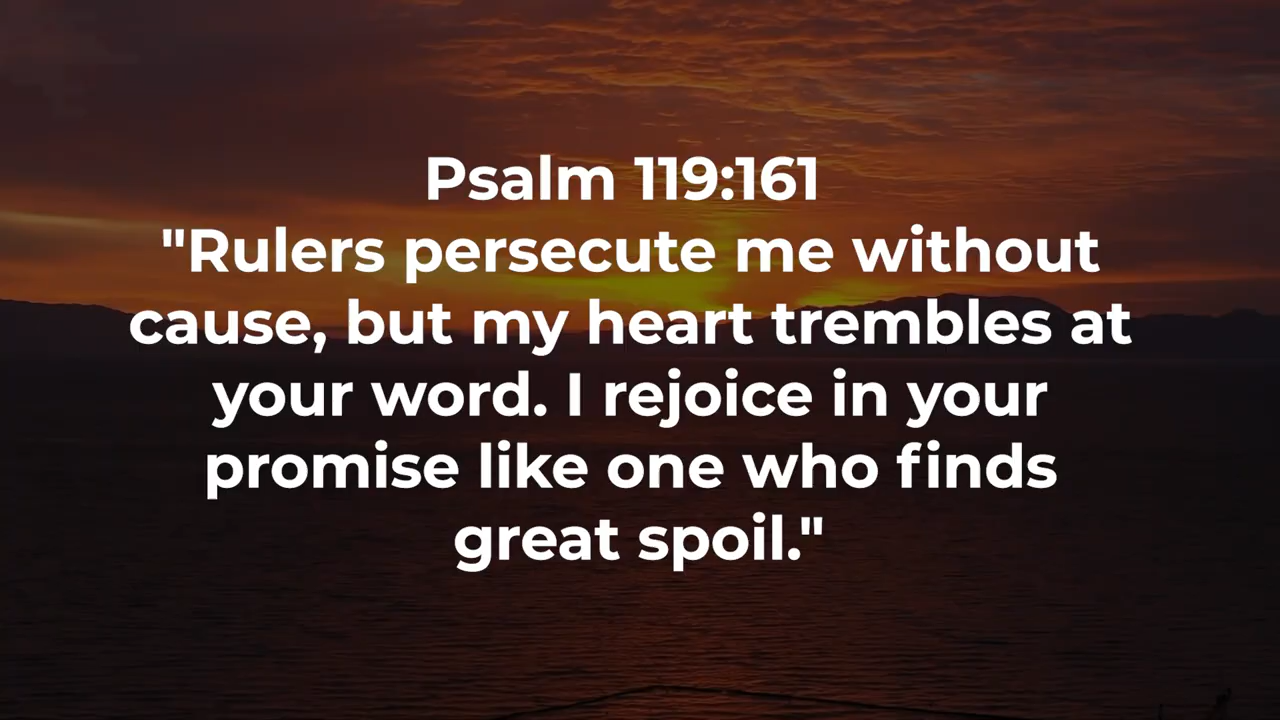 Psalm 119:161
"Rulers persecute me without
cause, but my heart trembles at
your word. I rejoice in your
promise like one who finds
great spoil."